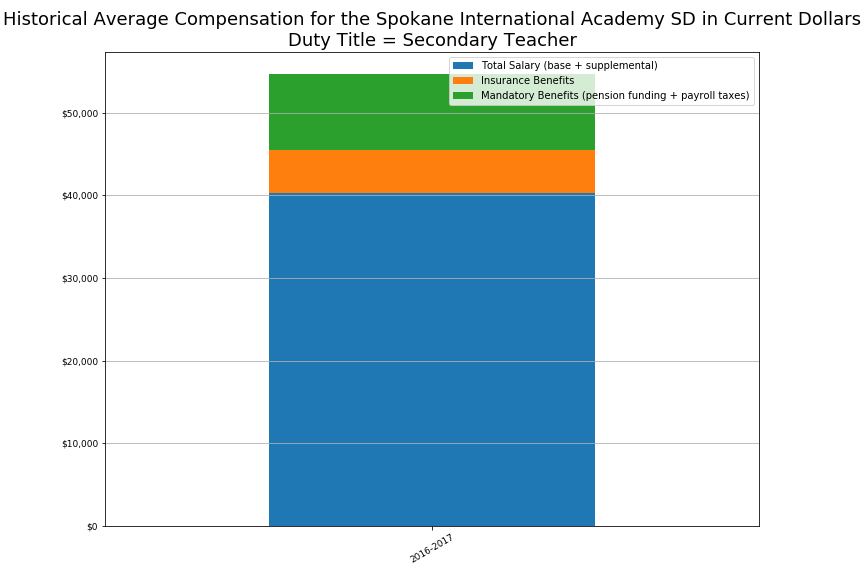 Historical Average Compensation for the Spokane International Academy SD in Current Dollars
Duty Title = Secondary Teacher
Total Salary (base + supplemental)
Insurance Benefits
Mandatory Benefits (pension funding + payroll taxes)
$50,000
$40,000
$30,000
$20,000
$10,000
$0
2016-2017